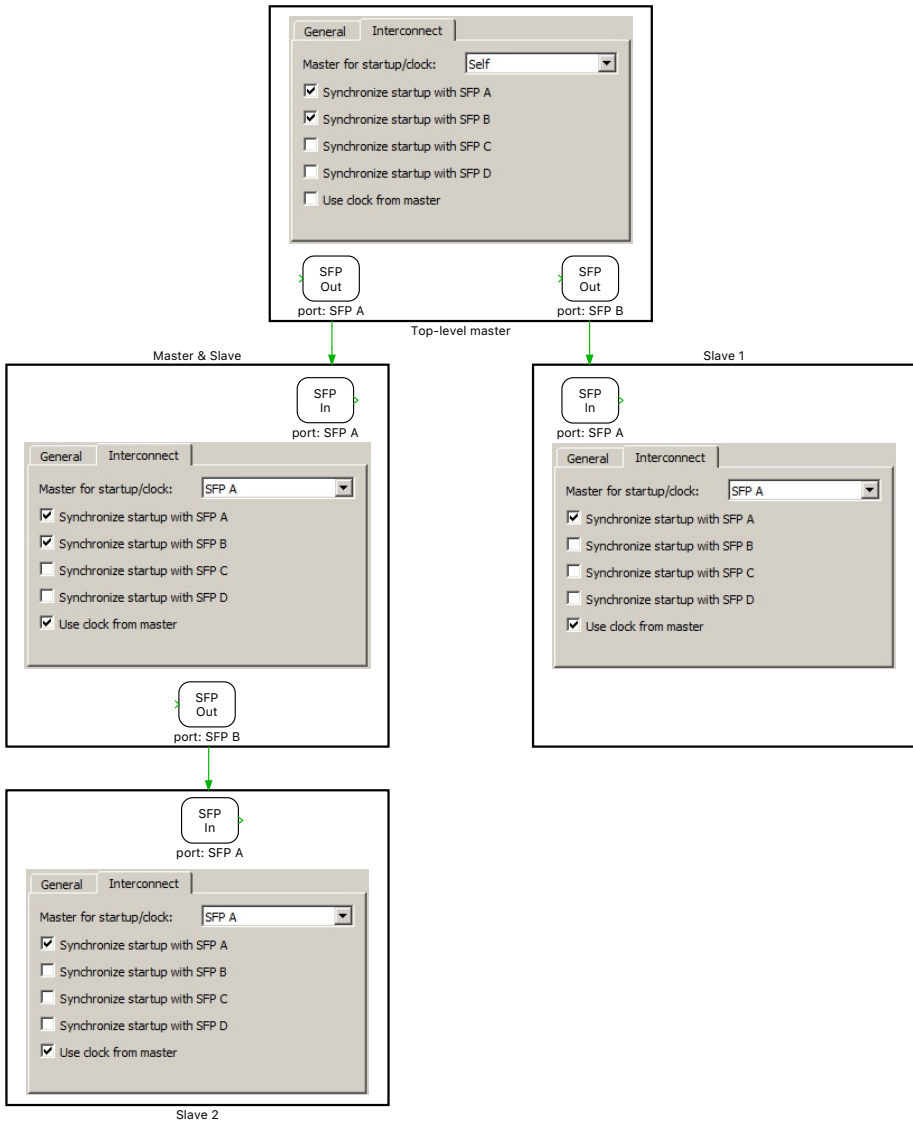 General Interconnect
Master for startup/clock: Self
Synchronize startup with SFP A
Synchronize startup with SFP B
Synchronize startup with SFP C
Synchronize startup with SFP D
Use clock from master
SFP
Out
port: SFP A
SFP
Out
port: SFP B
Top-level master
Master & Slave
SFP
In
port: SFP A
General Interconnect
Master for startup/clock: SFP A
Synchronize startup with SFP A
Synchronize startup with SFP B
Synchronize startup with SFP C
Synchronize startup with SFP D
Use clock from master
SFP
Out
port: SFP B
Slave 1
SFP
In
port: SFP A
General Interconnect
Master for startup/clock: SFP A
Synchronize startup with SFP A
Synchronize startup with SFP B
Synchronize startup with SFP C
Synchronize startup with SFP D
Use clock from master
SFP
In
port: SFP A
General Interconnect
Master for startup/clock: SFP A
Synchronize startup with SFP A
Synchronize startup with SFP B
Synchronize startup with SFP C
Synchronize startup with SFP D
Use clock from master
Slave 2